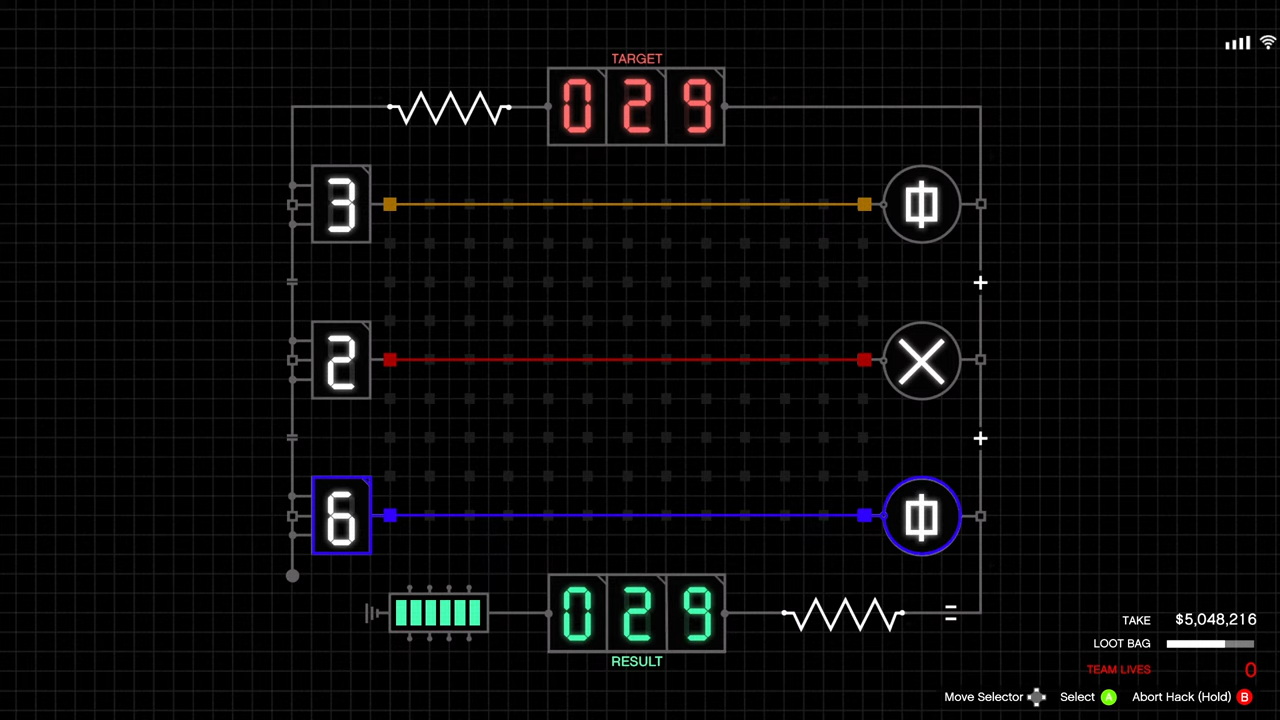 TARGET
029
3
+
2
×
+
6
029
=
RESULT
TAKE $5,048,216
LOOT BAG
TEAM LIVES 0
Move Selector Select A Abort Hack (Hold) B